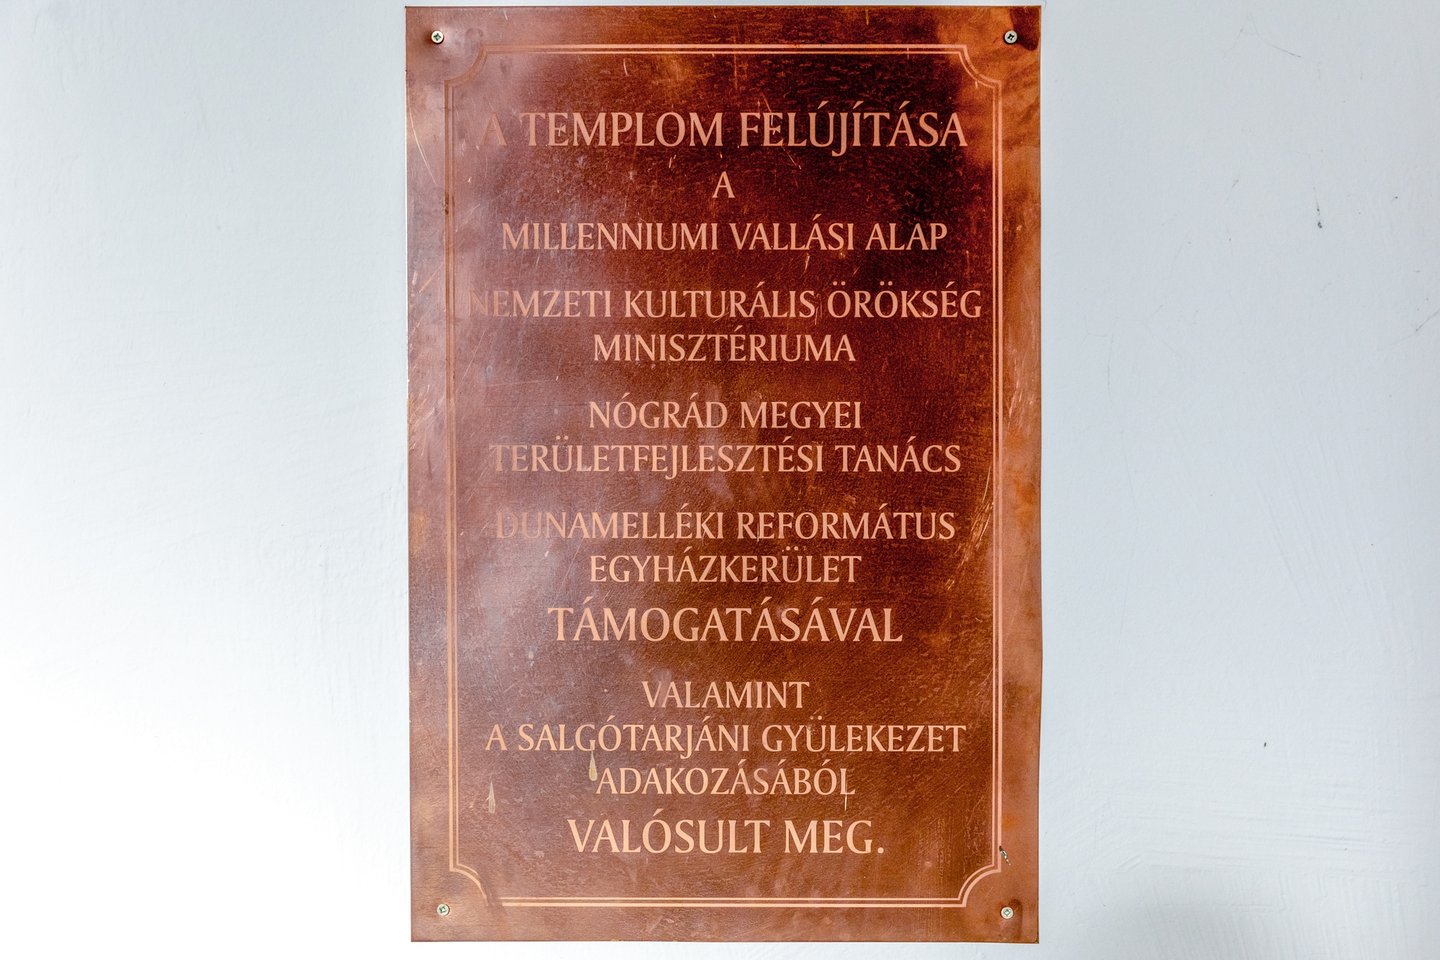 A TEMPLOM FELÚJÍTÁSA
A
MILLENNIUMI VALLÁSI ALAP
NEMZETI KULTURÁLIS ÖRÖKSÉG
MINISZTÉRIUMA
NÓGRÁD MEGYEI
TERÜLETFEJLESZTÉSI TANÁCS
DUNAMELLÉKI REFORMÁTUS
EGYHÁZKERÜLET
TÁMOGATÁSÁVAL
VALAMINT
A SALGÓTARJÁNI GYÜLEKEZET
ADAKOZÁSÁBÓL
VALÓSULT MEG.